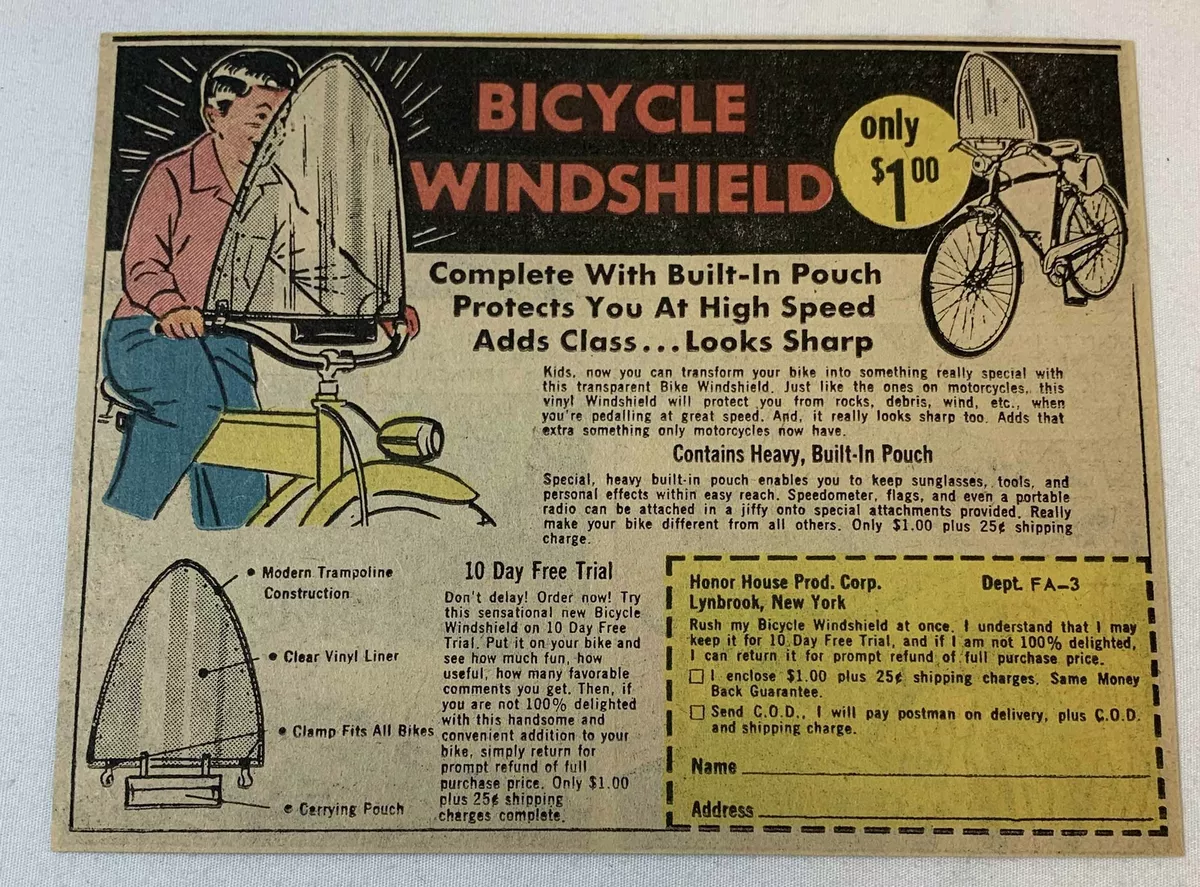 BICYCLE
WINDSHIELD
only
$1.00
Complete With Built-In Pouch
Protects You At High Speed
Adds Class...Looks Sharp
Kids, now you can transform your bike into something really special with
this transparent Bike Windshield. Just like the ones on motorcycles, this
vinyl Windshield will protect you from rocks, debris, wind, etc., when
you're pedalling at great speed. And, it really looks sharp too. Adds that
extra something only motorcycles now have.
Contains Heavy, Built-In Pouch
Special, heavy built-in pouch enables you to keep sunglasses, tools, and
personal effects within easy reach. Speedometer, flags, and even a portable
radio can be attached in a jiffy onto special attachments provided. Really
make your bike different from all others. Only $1.00 plus 25¢ shipping
charge.
• Modern Trampoline
Construction
• Clear Vinyl Liner
• Clamp Fits All Bikes
• Carrying Pouch
10 Day Free Trial
Don't delay! Order now! Try
this sensational new Bicycle
Windshield on 10 Day Free
Trial. Put it on your bike and
see how much fun, how
useful, how many favorable
comments you get. Then, if
you are not 100% delighted
with this handsome and
convenient addition to your
bike, simply return for
prompt refund of full
purchase price. Only $1.00
plus 25¢ shipping
charges complete.
Honor House Prod. Corp. Dept. FA-3
Lynbrook, New York
Rush my Bicycle Windshield at once. I understand that I may
keep it for 10 Day Free Trial, and if I am not 100% delighted,
I can return it for prompt refund of full purchase price.
☐ I enclose $1.00 plus 25¢ shipping charges. Same Money
Back Guarantee.
☐ Send C.O.D., I will pay postman on delivery, plus C.O.D.
and shipping charge.
Name
Address